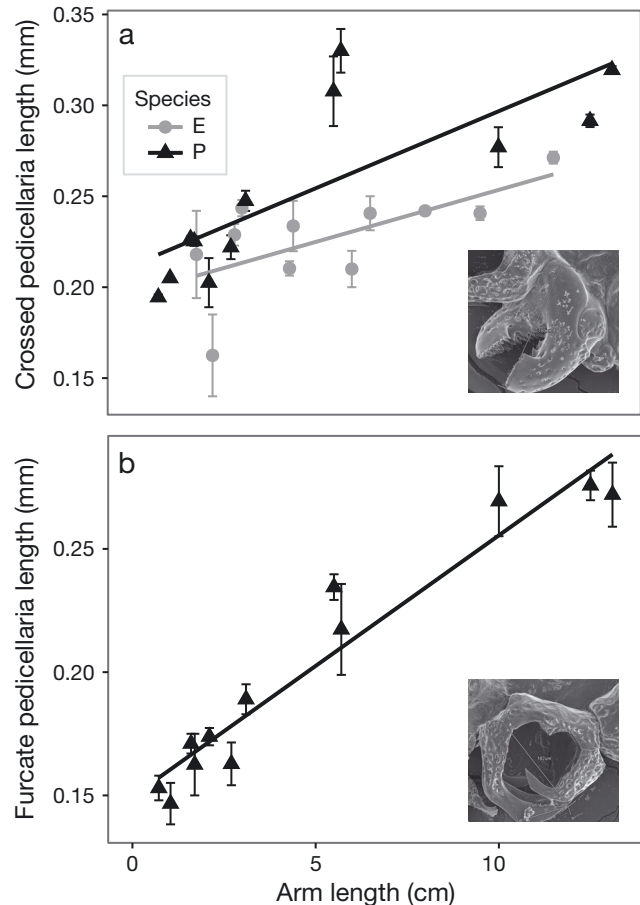 a
Crossed pedicellaria length (mm)
0.35
0.30
0.25
0.20
0.15
Species
E
P
b
Furcate pedicellaria length (mm)
0.25
0.20
0.15
0
5
10
Arm length (cm)